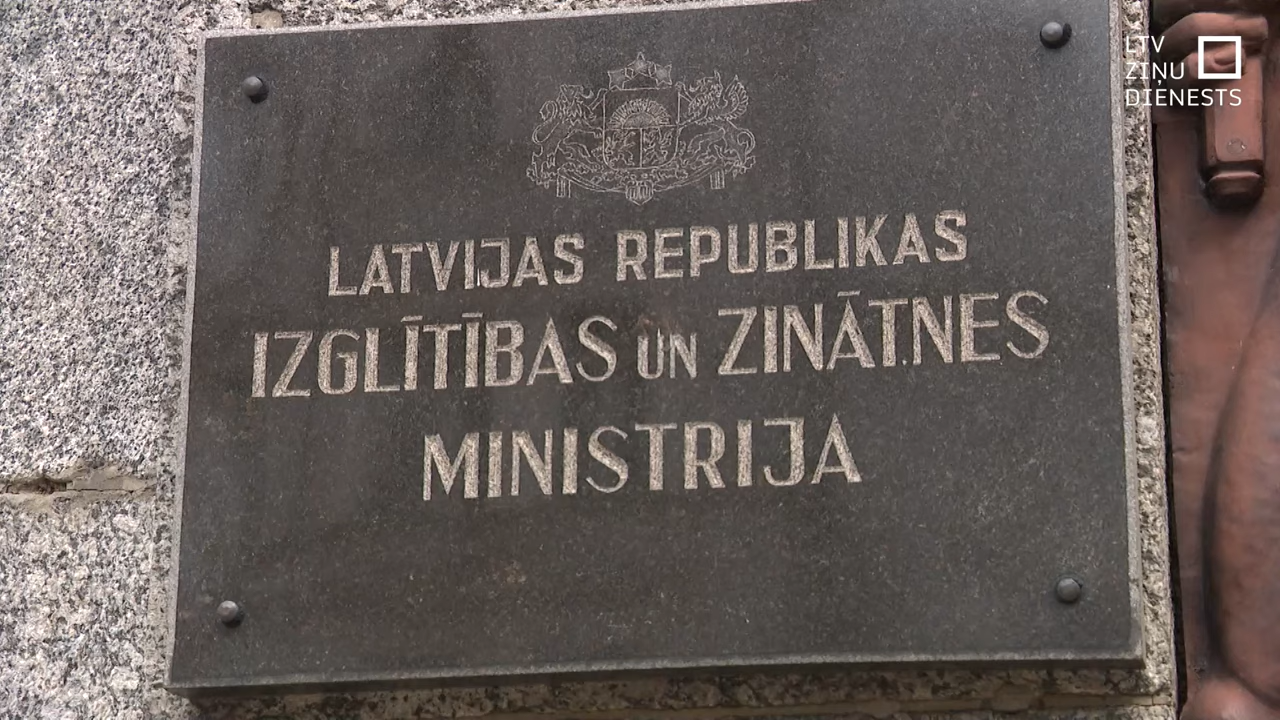 LATVIJAS REPUBLIKAS
IZGLĪTĪBAS UN ZINĀTNES
MINISTRIJA
LTV
ZIŅU
DIENESTS